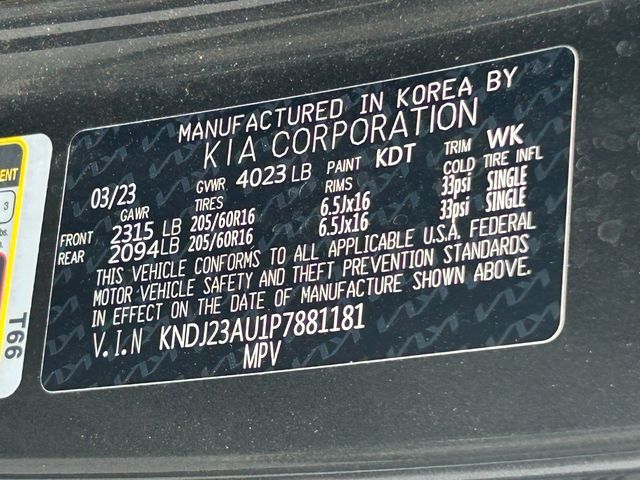 MANUFACTURED IN KOREA BY
KIA CORPORATION
03/23 GVWR 4023 LB PAINT KDT TRIM WK
GAWR TIRES RIMS COLD TIRE INFL
FRONT 2315 LB 205/60R16 6.5Jx16 33psi SINGLE
REAR 2094 LB 205/60R16 6.5Jx16 33psi SINGLE
THIS VEHICLE CONFORMS TO ALL APPLICABLE U.S.A. FEDERAL
MOTOR VEHICLE SAFETY AND THEFT PREVENTION STANDARDS
IN EFFECT ON THE DATE OF MANUFACTURE SHOWN ABOVE.
V.I.N KNDJ23AU1P7881181
MPV
3
T66